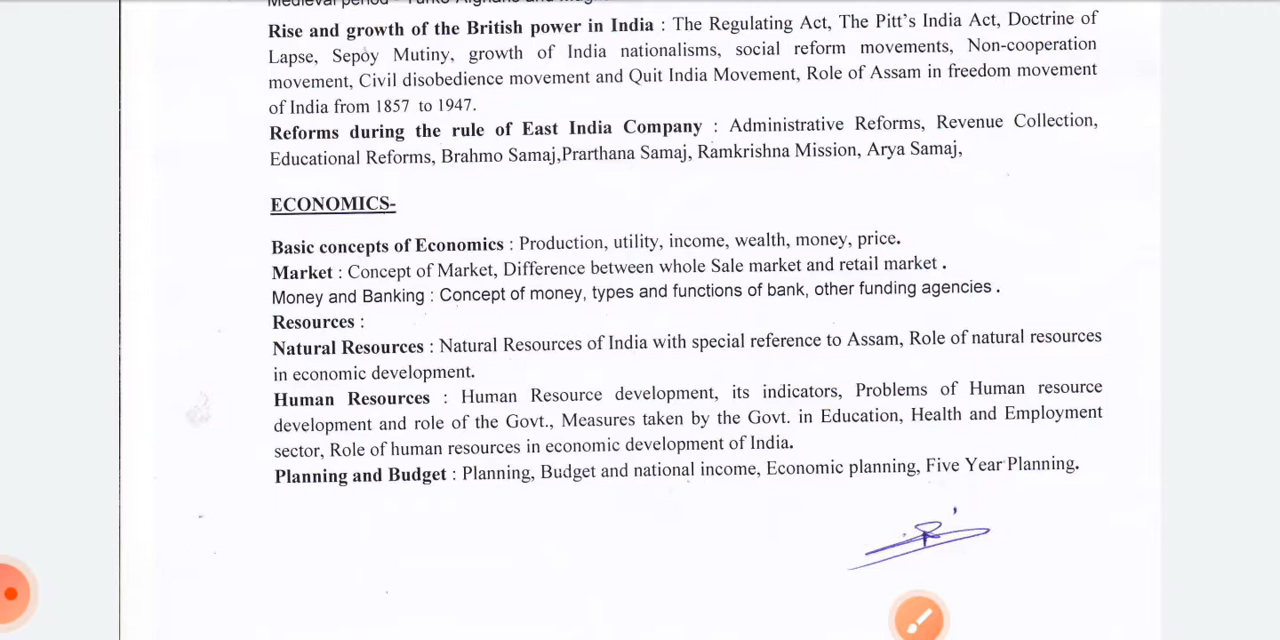 Medieval period - Turko Afghans and Mug
Rise and growth of the British power in India : The Regulating Act, The Pitt's India Act, Doctrine of
Lapse, Sepoy Mutiny, growth of India nationalisms, social reform movements, Non-cooperation
movement, Civil disobedience movement and Quit India Movement, Role of Assam in freedom movement
of India from 1857 to 1947.
Reforms during the rule of East India Company : Administrative Reforms, Revenue Collection,
Educational Reforms, Brahmo Samaj,Prarthana Samaj, Ramkrishna Mission, Arya Samaj,
ECONOMICS-
Basic concepts of Economics : Production, utility, income, wealth, money, price.
Market : Concept of Market, Difference between whole Sale market and retail market .
Money and Banking : Concept of money, types and functions of bank, other funding agencies .
Resources :
Natural Resources : Natural Resources of India with special reference to Assam, Role of natural resources
in economic development.
Human Resources : Human Resource development, its indicators, Problems of Human resource
development and role of the Govt., Measures taken by the Govt. in Education, Health and Employment
sector, Role of human resources in economic development of India.
Planning and Budget : Planning, Budget and national income, Economic planning, Five Year Planning.